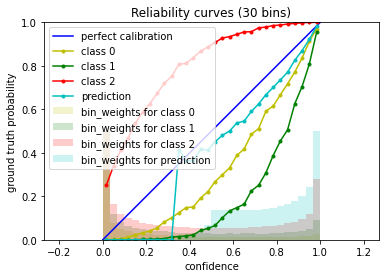 Reliability curves (30 bins)
ground truth probability
1.0
0.8
0.6
0.4
0.2
0.0
perfect calibration
class 0
class 1
class 2
prediction
bin_weights for class 0
bin_weights for class 1
bin_weights for class 2
bin_weights for prediction
−0.2
0.0
0.2
0.4
0.6
0.8
1.0
1.2
confidence